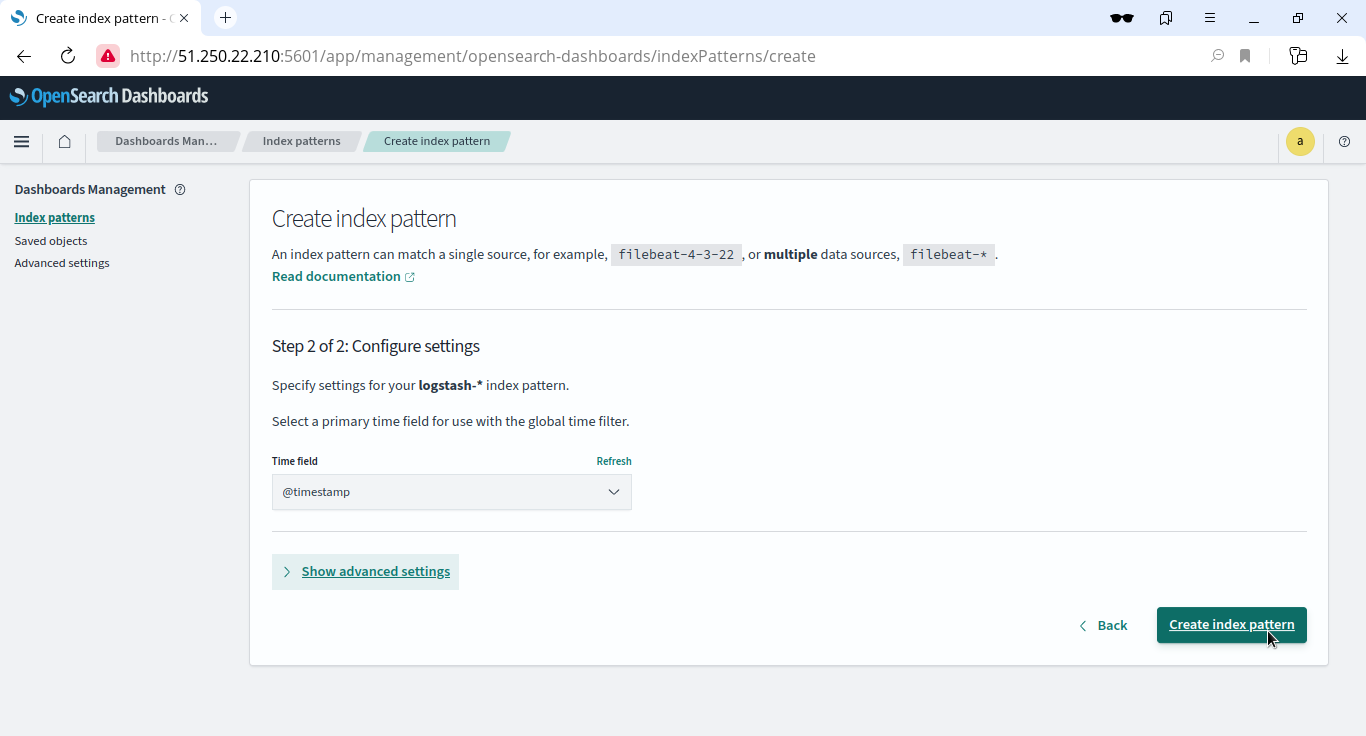 Create index pattern - O
http://51.250.22.210:5601/app/management/opensearch-dashboards/indexPatterns/create
OpenSearch Dashboards
Dashboards Man... Index patterns Create index pattern a
Dashboards Management
Index patterns
Saved objects
Advanced settings
Create index pattern
An index pattern can match a single source, for example, filebeat-4-3-22 , or multiple data sources, filebeat-* .
Read documentation
Step 2 of 2: Configure settings
Specify settings for your logstash-* index pattern.
Select a primary time field for use with the global time filter.
Time field Refresh
@timestamp
Show advanced settings
Back Create index pattern